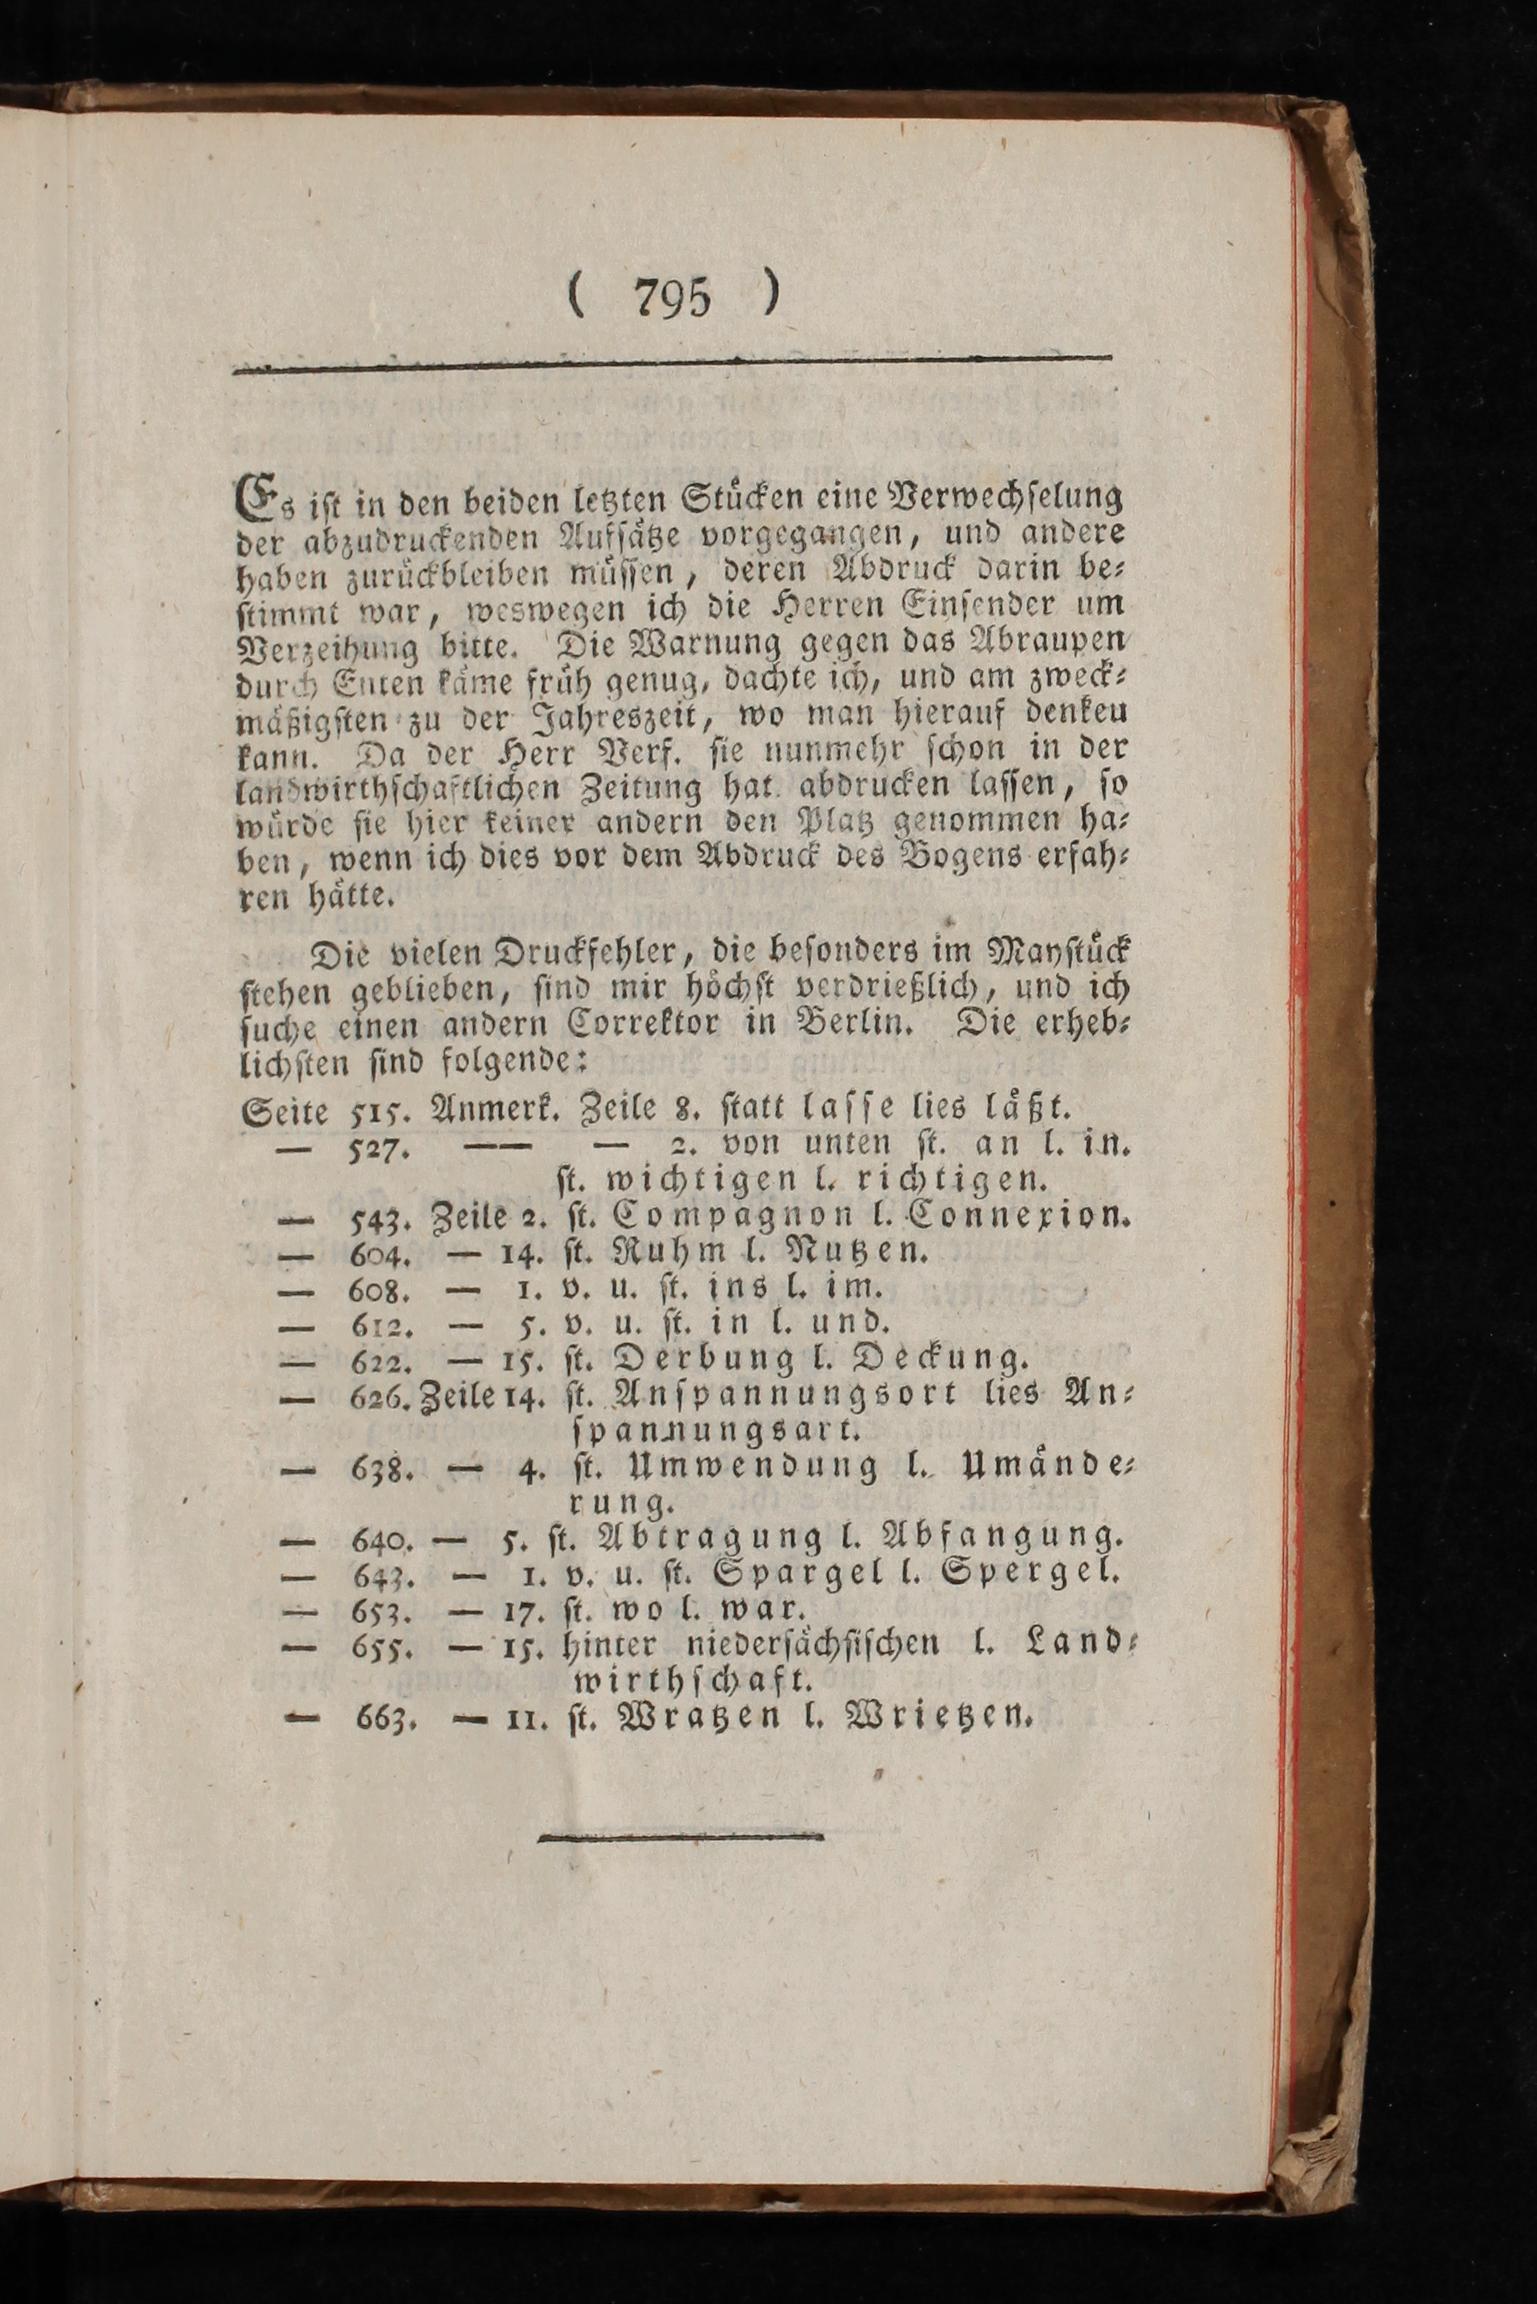 ( 795 )
Es ist in den beiden letzten Stücken eine Verwechselung
der abzudruckenden Aufsätze vorgegangen, und andere
haben zurückbleiben müssen, deren Abdruck darin be-
stimmt war, weswegen ich die Herren Einsender um
Verzeihung bitte. Die Warnung gegen das Abraupen
durch Enten käme früh genug, dachte ich, und am zweck-
mäßigsten zu der Jahreszeit, wo man hierauf denkeu
kann. Da der Herr Verf. sie nunmehr schon in der
landwirthschaftlichen Zeitung hat abdrucken lassen, so
würde sie hier keiner andern den Platz genommen ha-
ben, wenn ich dies vor dem Abdruck des Bogens erfah-
ren hätte.
Die vielen Druckfehler, die besonders im Maystück
stehen geblieben, sind mir höchst verdrießlich, und ich
suche einen andern Correktor in Berlin. Die erheb-
lichsten sind folgende:
Seite 515. Anmerk. Zeile 8. statt lasse lies läßt.
— 527. —— — 2. von unten st. an l. in.
st. wichtigen l. richtigen.
— 543. Zeile 2. st. Compagnon l. Connexion.
— 604. — 14. st. Ruhm l. Nutzen.
— 608. — 1. v. u. st. ins l. im.
— 612. — 5. v. u. st. in l. und.
— 622. — 15. st. Derbung l. Deckung.
— 626. Zeile 14. st. Anspannungsort lies An-
spannungsart.
— 638. — 4. st. Umwendung l. Umände-
rung.
— 640. — 5. st. Abtragung l. Abfangung.
— 643. — 1. v. u. st. Spargel l. Spergel.
— 653. — 17. st. wo l. war.
— 655. — 15. hinter niedersächsischen l. Land-
wirthschaft.
— 663. — 11. st. Wratzen l. Wrietzen.